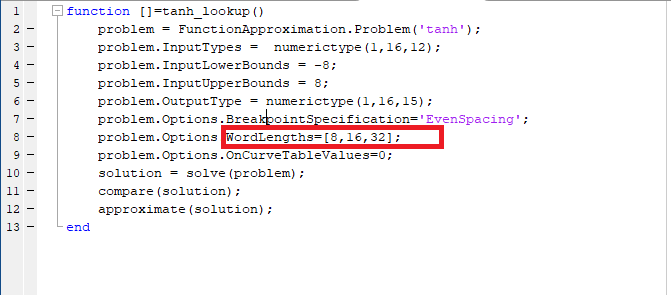 1 function []=tanh_lookup()
2 - problem = FunctionApproximation.Problem('tanh');
3 - problem.InputTypes = numerictype(1,16,12);
4 - problem.InputLowerBounds = -8;
5 - problem.InputUpperBounds = 8;
6 - problem.OutputType = numerictype(1,16,15);
7 - problem.Options.BreakpointSpecification='EvenSpacing';
8 - problem.Options.WordLengths=[8,16,32];
9 - problem.Options.OnCurveTableValues=0;
10 - solution = solve(problem);
11 - compare(solution);
12 - approximate(solution);
13 - end